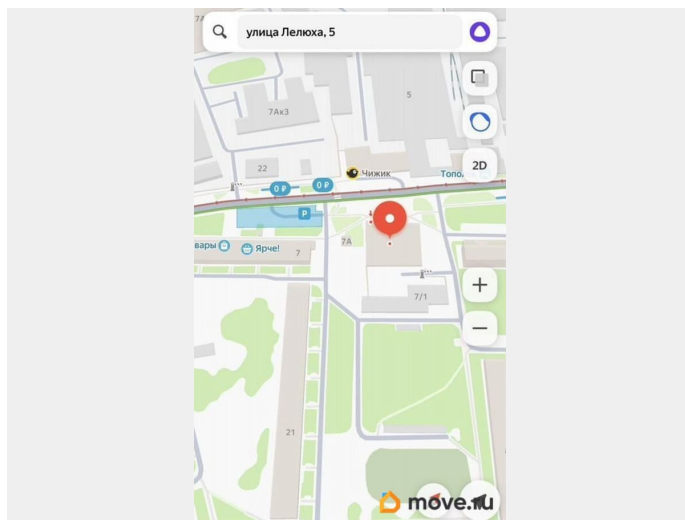 улица Лелюха, 5
7А
5
7Ак3
22
Чижик
2D
0 ₽
0 ₽
P
вары
Ярче!
7
7А
7/1
+
−
21
move.ru